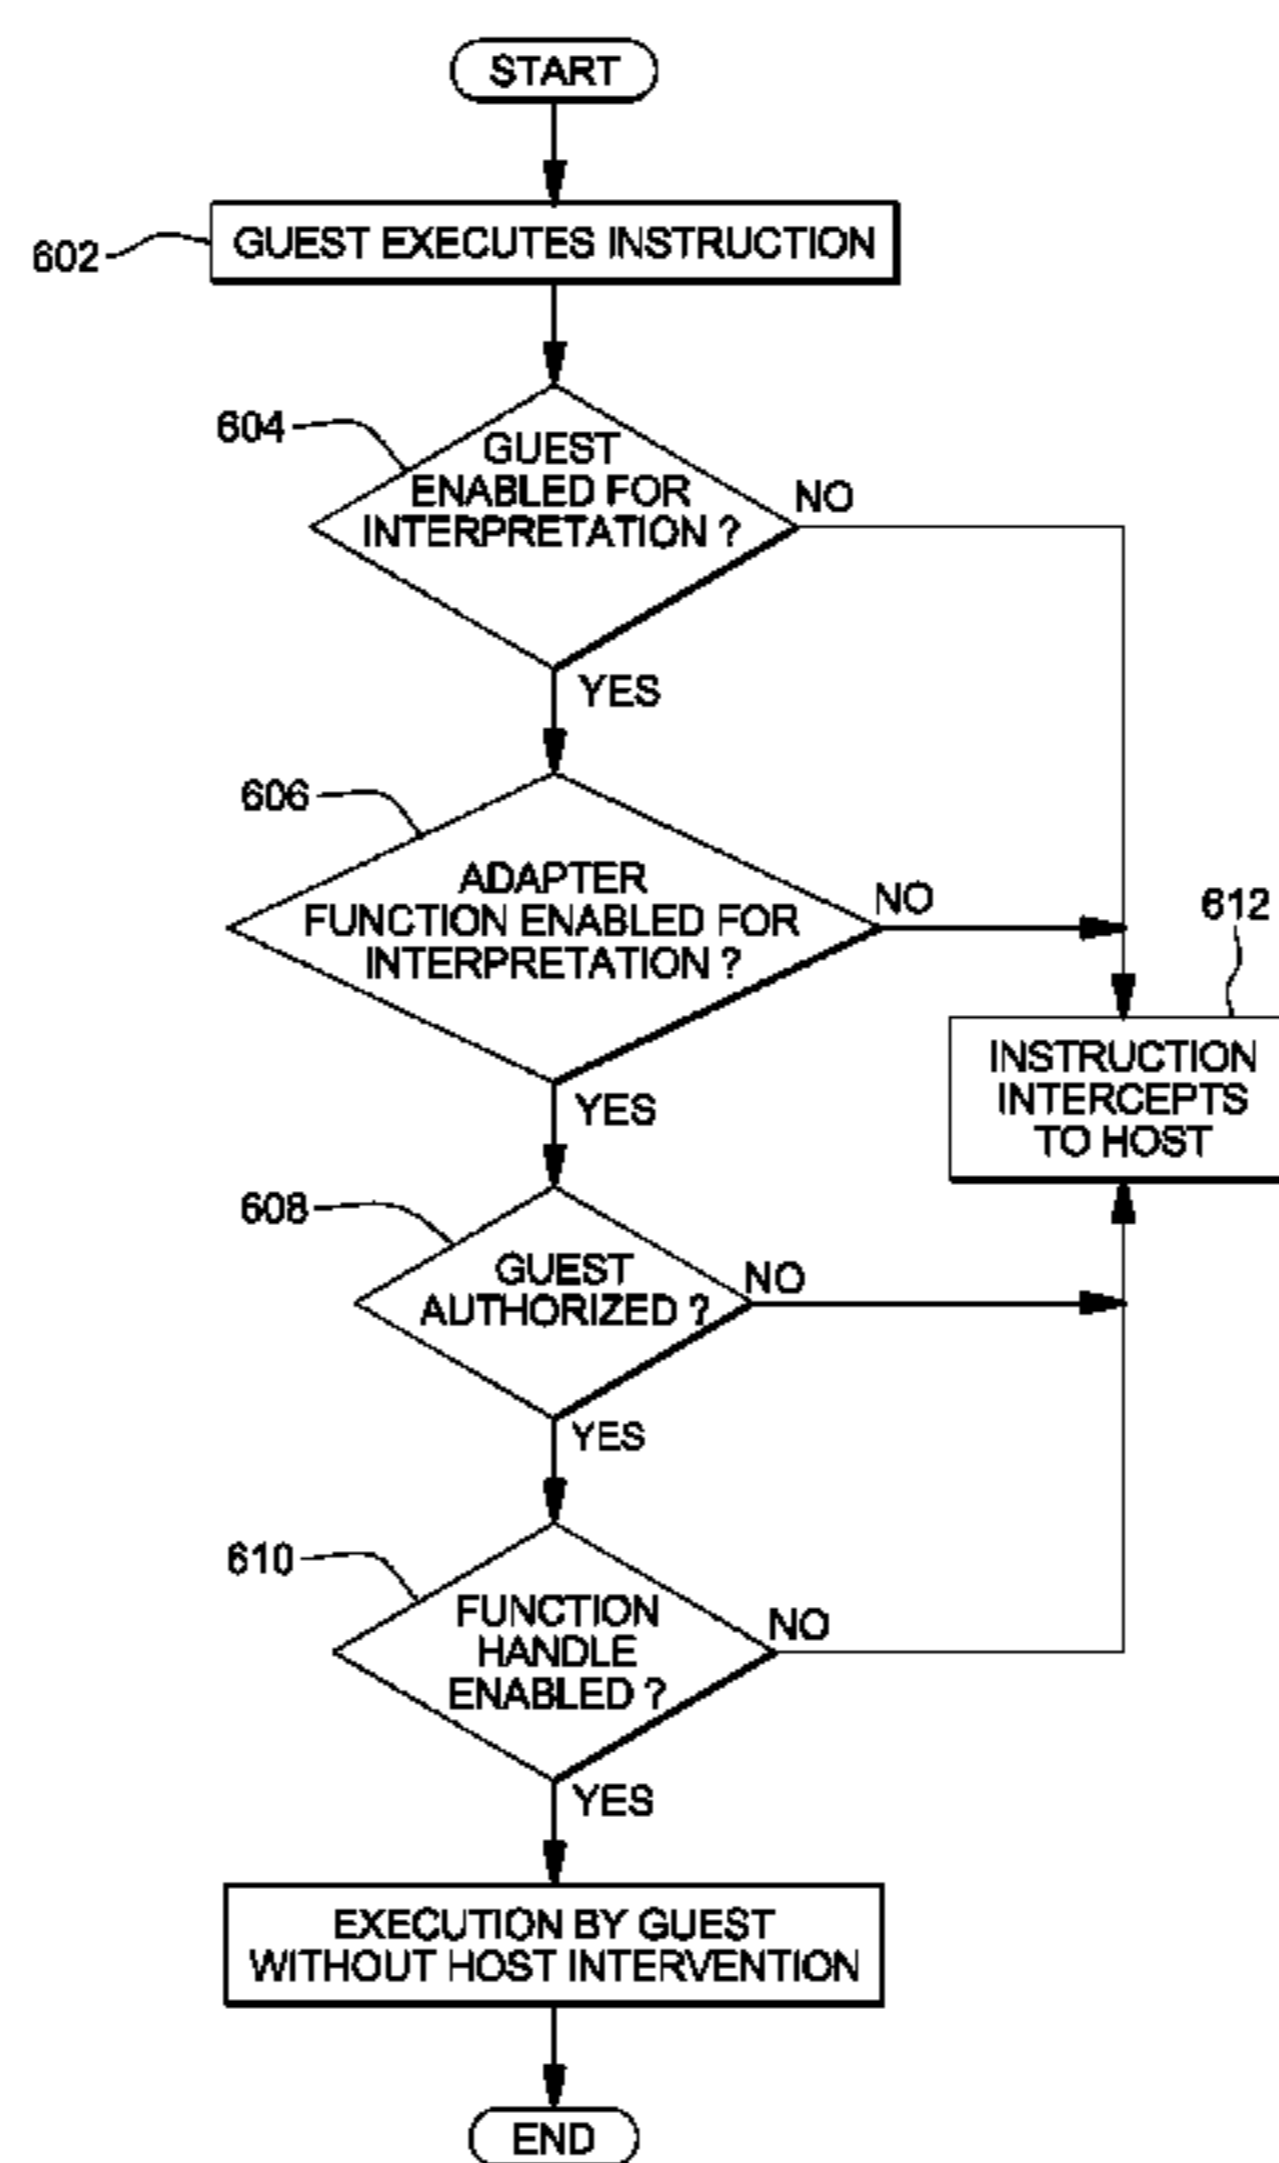 START
602
GUEST EXECUTES INSTRUCTION
604
GUEST
ENABLED FOR
INTERPRETATION ?
NO
YES
606
ADAPTER
FUNCTION ENABLED FOR
INTERPRETATION ?
NO
612
INSTRUCTION
INTERCEPTS
TO HOST
YES
608
GUEST
AUTHORIZED ?
NO
YES
610
FUNCTION
HANDLE
ENABLED ?
NO
YES
EXECUTION BY GUEST
WITHOUT HOST INTERVENTION
END